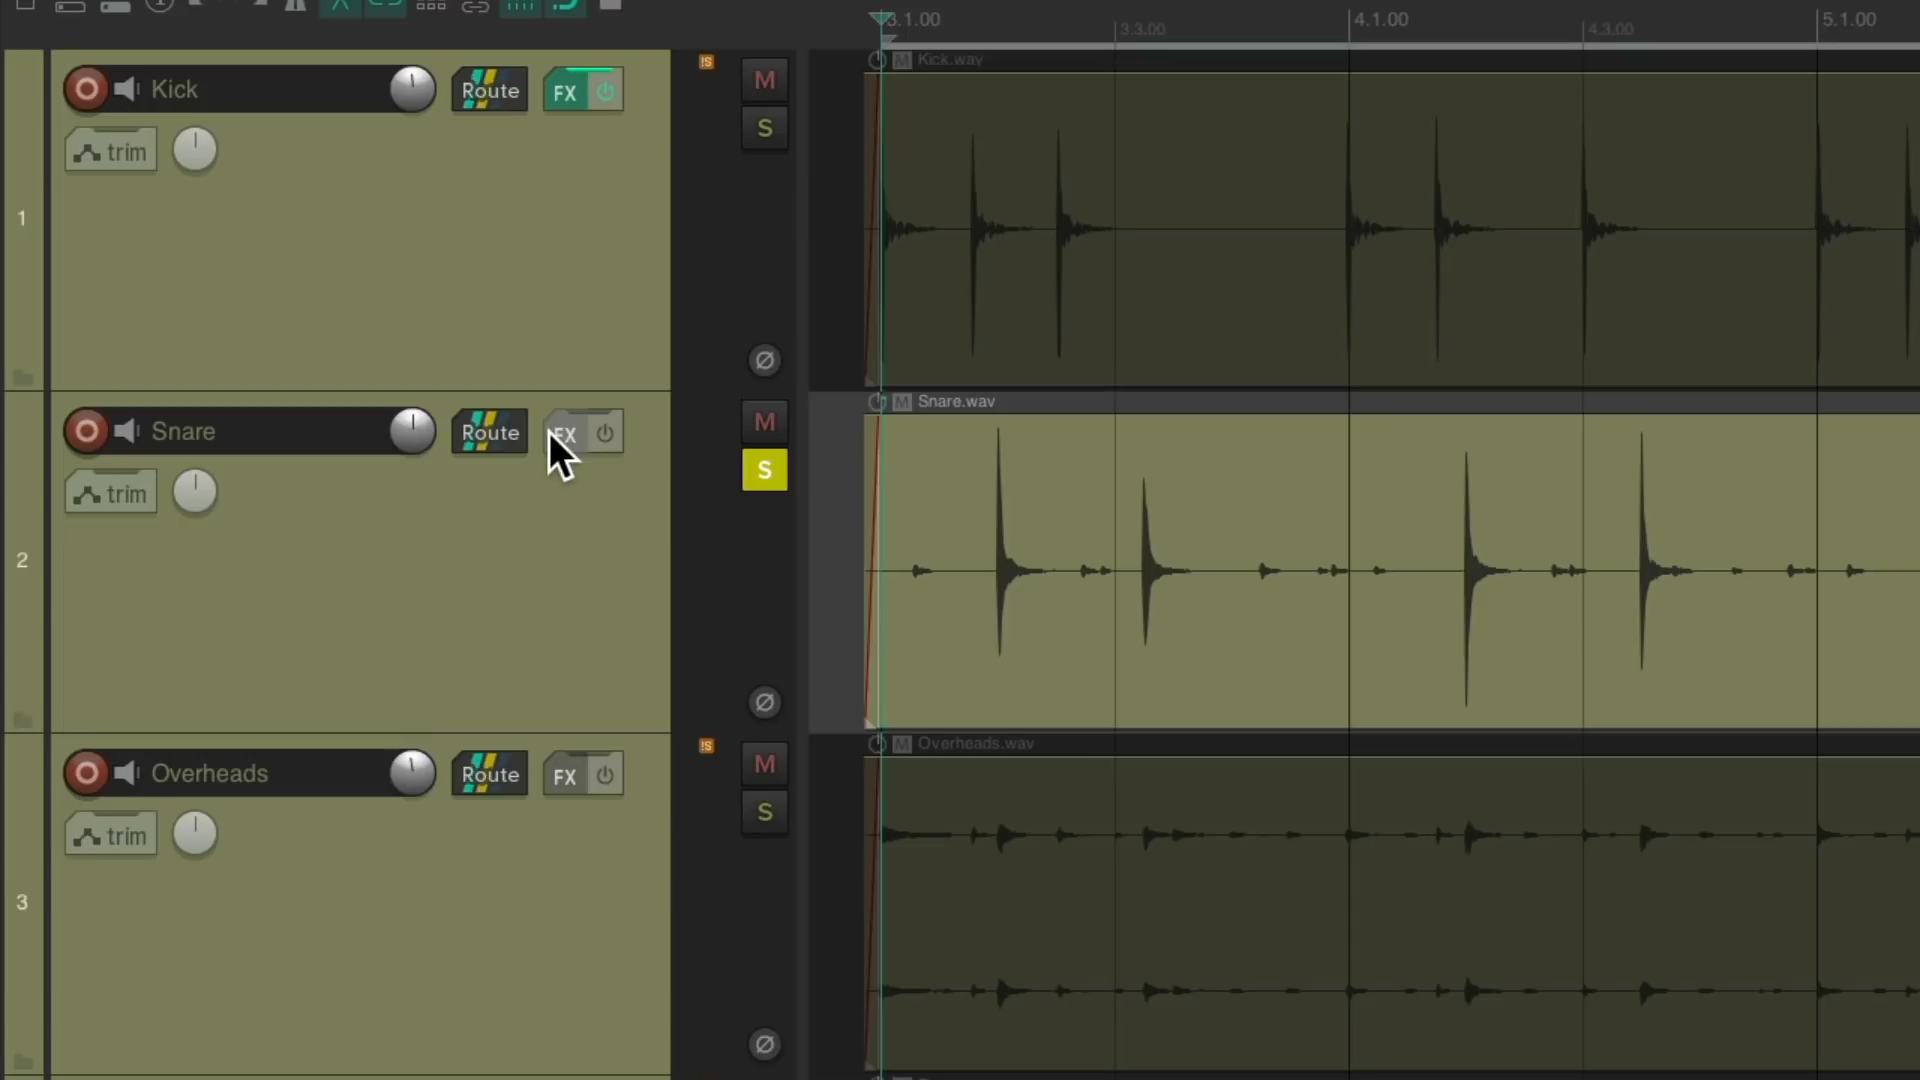 3.1.00 4.1.00 5.1.00
3.3.00 4.3.00
Kick Route FX
trim
1
M
S
M Kick.wav
Snare Route FX
trim
2
M
S
M Snare.wav
Overheads Route FX
trim
3
M
S
M Overheads.wav